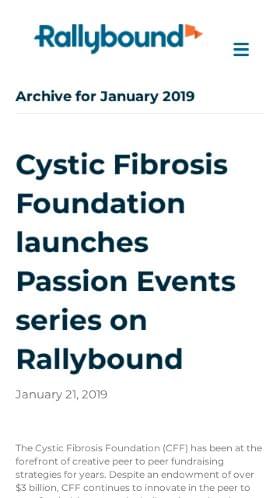 Rallybound
Archive for January 2019
Cystic Fibrosis
Foundation
launches
Passion Events
series on
Rallybound
January 21, 2019
The Cystic Fibrosis Foundation (CFF) has been at the
forefront of creative peer to peer fundraising
strategies for years. Despite an endowment of over
$3 billion, CFF continues to innovate in the peer to